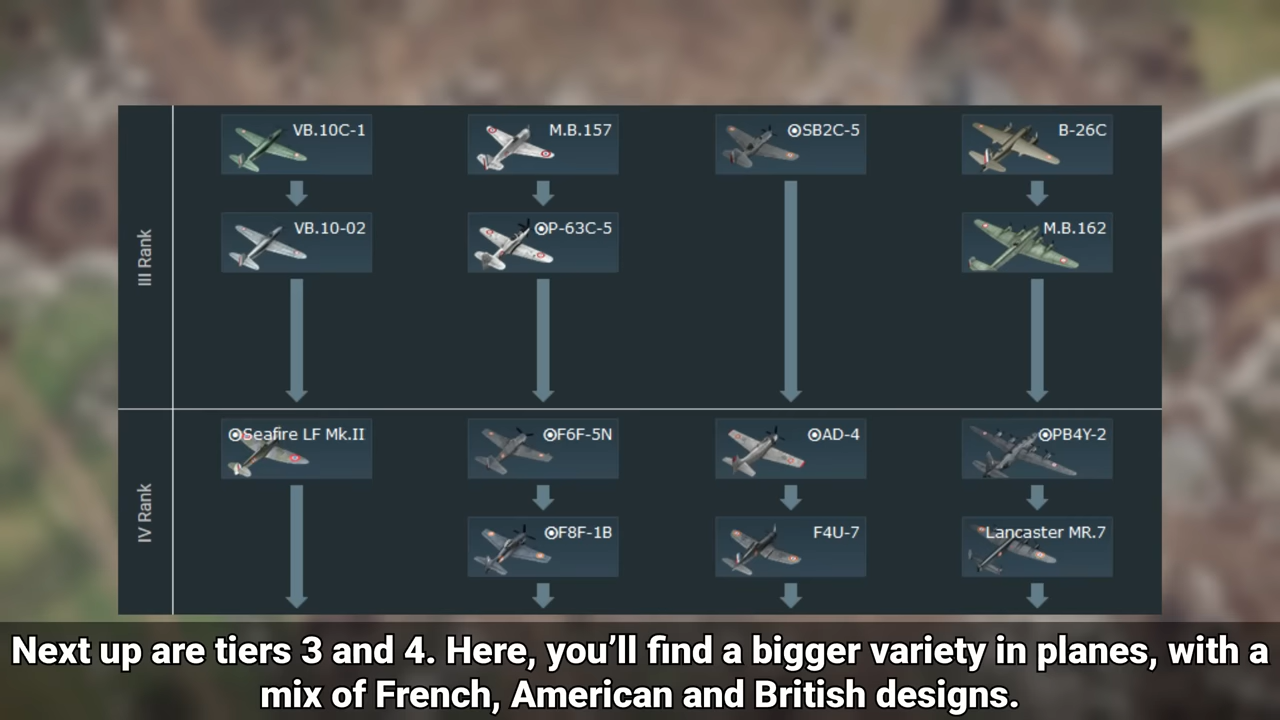 III Rank
VB.10C-1
M.B.157
SB2C-5
B-26C
VB.10-02
P-63C-5
M.B.162
IV Rank
Seafire LF Mk.II
F6F-5N
AD-4
PB4Y-2
F8F-1B
F4U-7
Lancaster MR.7
Next up are tiers 3 and 4. Here, you’ll find a bigger variety in planes, with a
mix of French, American and British designs.